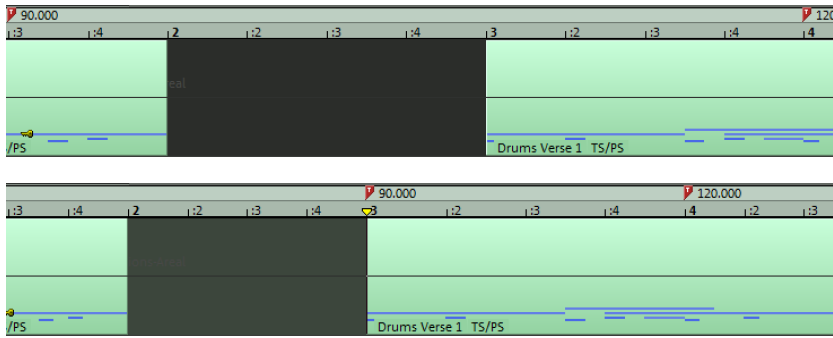 90.000 120
:3 :4 2 :2 :3 :4 3 :2 :3 :4 4
eal
/PS Drums Verse 1 TS/PS
90.000 120.000
:3 :4 2 :2 :3 :4 3 :2 :3 :4 4 :2 :3
/PS Drums Verse 1 TS/PS